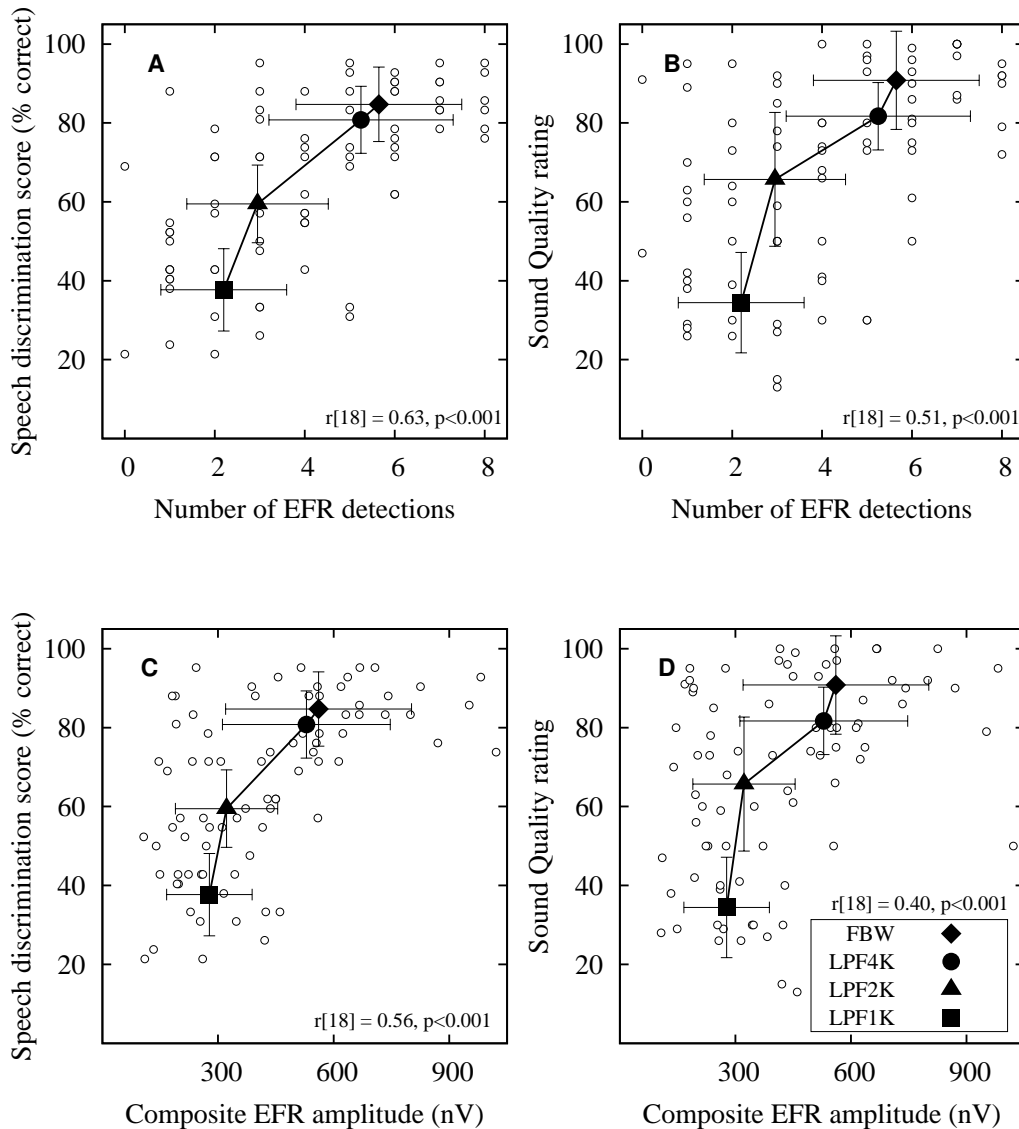 A
Speech discrimination score (% correct)
100
80
60
40
20
r[18] = 0.63, p<0.001
0 2 4 6 8
Number of EFR detections
B
Sound Quality rating
100
80
60
40
20
r[18] = 0.51, p<0.001
0 2 4 6 8
Number of EFR detections
C
Speech discrimination score (% correct)
100
80
60
40
20
r[18] = 0.56, p<0.001
300 600 900
Composite EFR amplitude (nV)
D
Sound Quality rating
100
80
60
40
20
r[18] = 0.40, p<0.001
FBW
LPF4K
LPF2K
LPF1K
300 600 900
Composite EFR amplitude (nV)